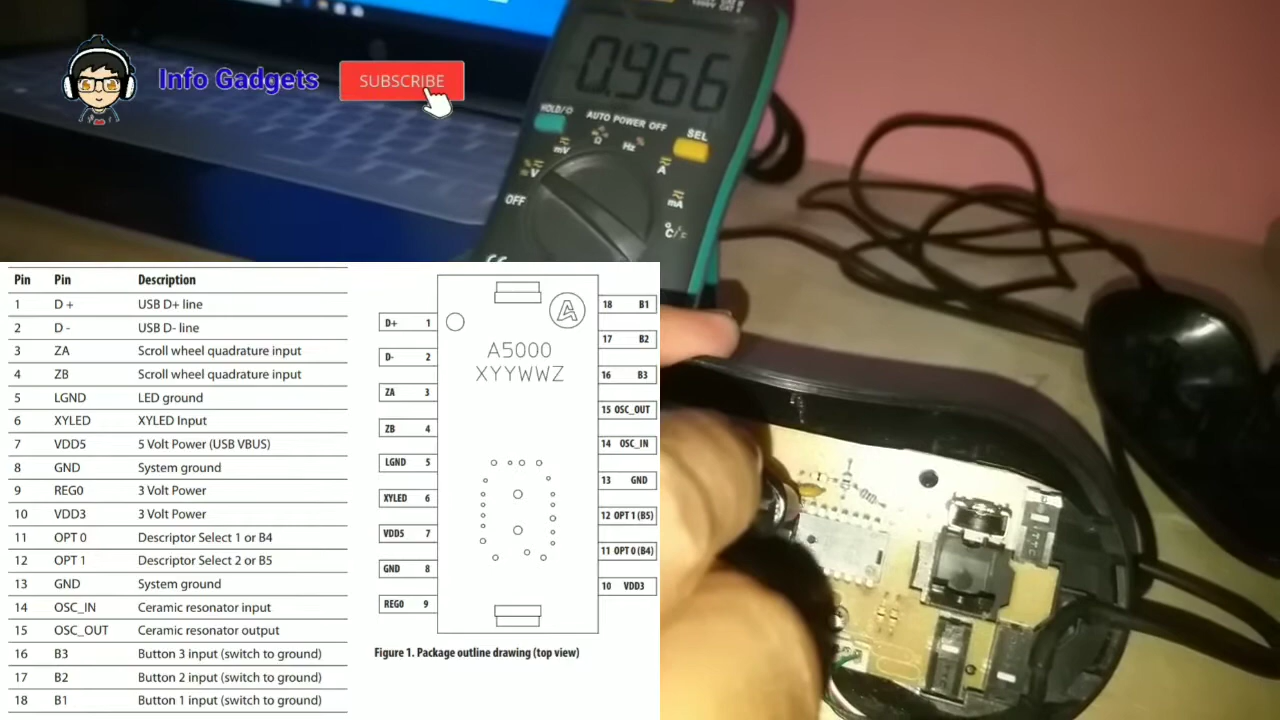 Info Gadgets
SUBSCRIBE
0.966
HOLD/O
AUTO POWER OFF
SEL
mV
Ω
Hz
A
V
mA
OFF
°C/°F
CE
Pin Pin Description
1 D + USB D+ line
2 D - USB D- line
3 ZA Scroll wheel quadrature input
4 ZB Scroll wheel quadrature input
5 LGND LED ground
6 XYLED XYLED Input
7 VDD5 5 Volt Power (USB VBUS)
8 GND System ground
9 REG0 3 Volt Power
10 VDD3 3 Volt Power
11 OPT 0 Descriptor Select 1 or B4
12 OPT 1 Descriptor Select 2 or B5
13 GND System ground
14 OSC_IN Ceramic resonator input
15 OSC_OUT Ceramic resonator output
16 B3 Button 3 input (switch to ground)
17 B2 Button 2 input (switch to ground)
18 B1 Button 1 input (switch to ground)
D+ 1
D- 2
ZA 3
ZB 4
LGND 5
XYLED 6
VDD5 7
GND 8
REG0 9
A
A5000
XYYWWZ
18 B1
17 B2
16 B3
15 OSC_OUT
14 OSC_IN
13 GND
12 OPT 1 (B5)
11 OPT 0 (B4)
10 VDD3
Figure 1. Package outline drawing (top view)